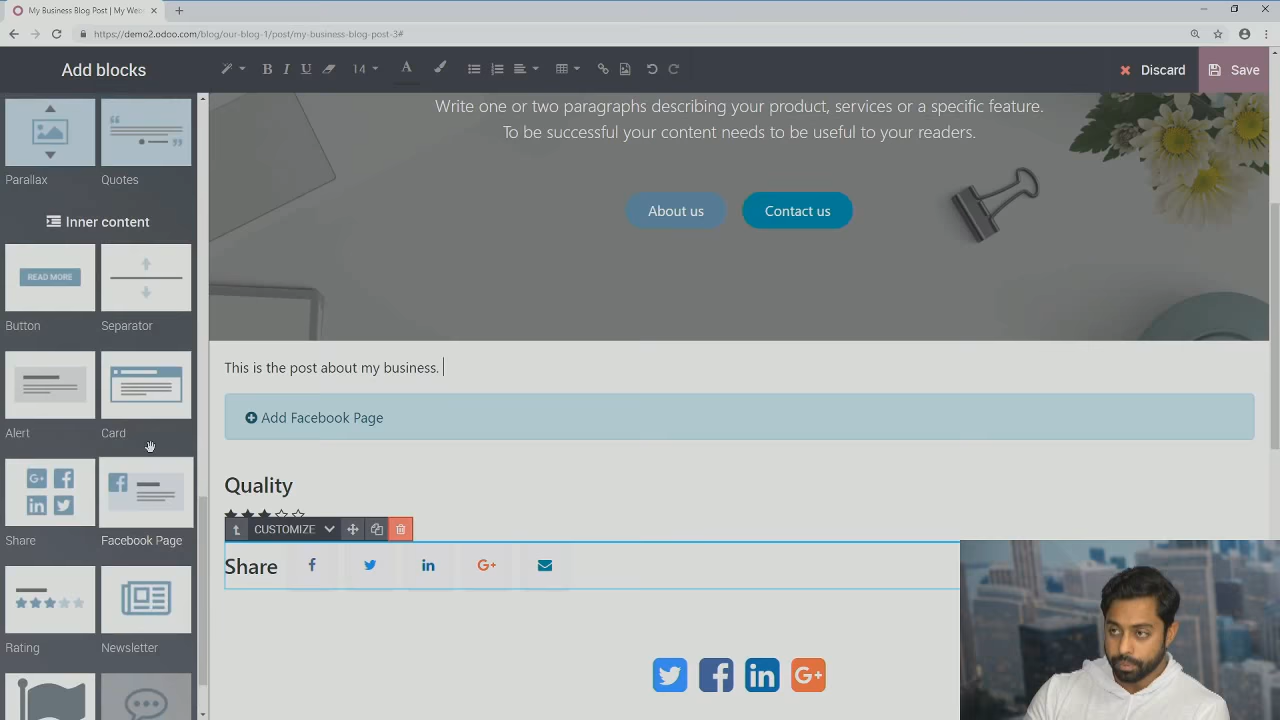 My Business Blog Post | My Web
https://demo2.odoo.com/blog/our-blog-1/post/my-business-blog-post-3#
Add blocks
B I U
14
A
Discard
Save
Parallax
Quotes
Inner content
READ MORE
Button
Separator
Alert
Card
Share
Facebook Page
Rating
Newsletter
Write one or two paragraphs describing your product, services or a specific feature.
To be successful your content needs to be useful to your readers.
About us
Contact us
This is the post about my business.
Add Facebook Page
Quality
CUSTOMIZE
Share
G+
G+